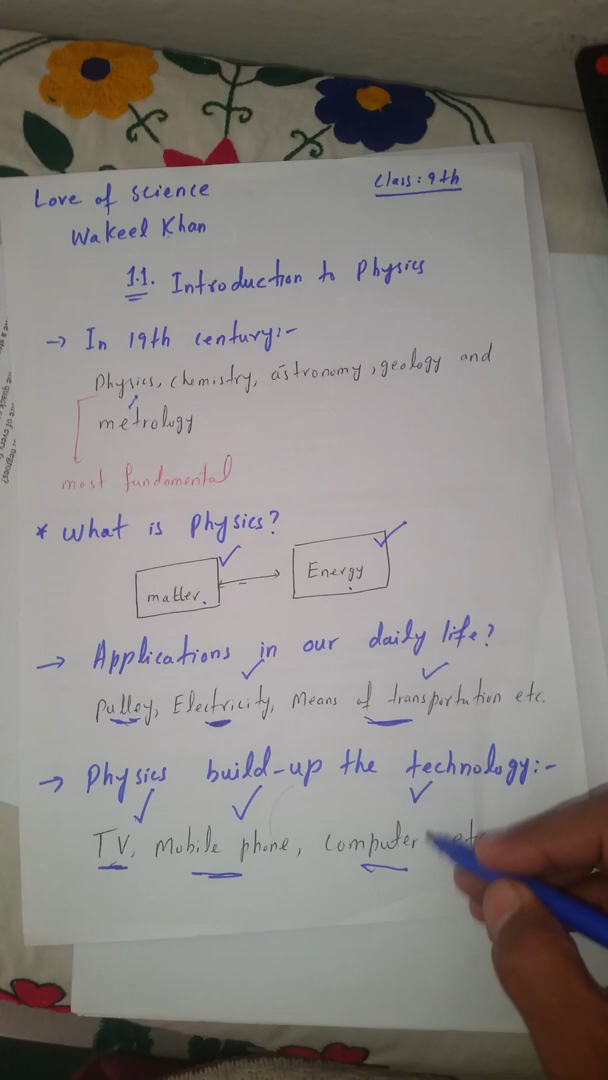 Love of science
Class: 9th
Wakeel Khan
1.1. Introduction to Physics
→ In 19th century:-
Physics, chemistry, astronomy, geology and
metrology
most fundamental
* What is Physics?
matter.
Energy
→ Applications in our daily life?
Pulley, Electricity, Means of transportation etc.
→ Physics build-up the technology:-
TV, Mobile phone, Computer etc